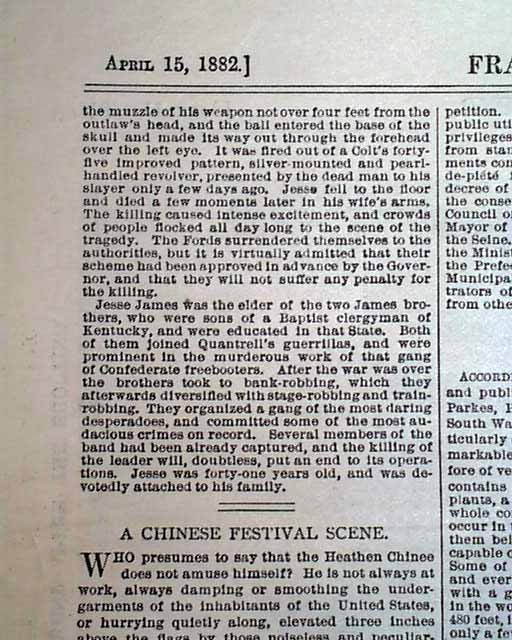 APRIL 15, 1882.]
FRA
the muzzle of his weapon not over four feet from the
outlaw's head, and the ball entered the base of the
skull and made its way out through the forehead
over the left eye. It was fired out of a Colt's forty-
five improved pattern, silver-mounted and pearl-
handled revolver, presented by the dead man to his
slayer only a few days ago. Jesse fell to the floor
and died a few moments later in his wife's arms.
The killing caused intense excitement, and crowds
of people flocked all day long to the scene of the
tragedy. The Fords surrendered themselves to the
authorities, but it is virtually admitted that their
scheme had been approved in advance by the Gover-
nor, and that they will not suffer any penalty for
the killing.
Jesse James was the elder of the two James bro-
thers, who were sons of a Baptist clergyman of
Kentucky, and were educated in that State. Both
of them joined Quantrell's guerrillas, and were
prominent in the murderous work of that gang
of Confederate freebooters. After the war was over
the brothers took to bank-robbing, which they
afterwards diversified with stage-robbing and train-
robbing. They organized a gang of the most daring
desperadoes, and committed some of the most au-
dacious crimes on record. Several members of the
band had been already captured, and the killing of
the leader will, doubtless, put an end to its opera-
tions. Jesse was forty-one years old, and was de-
votedly attached to his family.
A CHINESE FESTIVAL SCENE.
WHO presumes to say that the Heathen Chinee
does not amuse himself? He is not always at
work, always damping or smoothing the under-
garments of the inhabitants of the United States,
or hurrying quietly along, elevated three inches
above the flags by those noiseless and peculiar
petition.
public uti
privileges
from stan
ments con
de-piété
decree of
the conse
Council of
Mayor of
the Seine.
the Minist
the Prefec
Municipa
trators of
from othe
ACCORDI
and publ
Parkes, I
South Wa
ticularly
markable
fore of ve
contains
plants, a
whole co
occur in t
them bei
capable o
Some of
and ever
with a g
in the wo
480 feet, i
only a fe